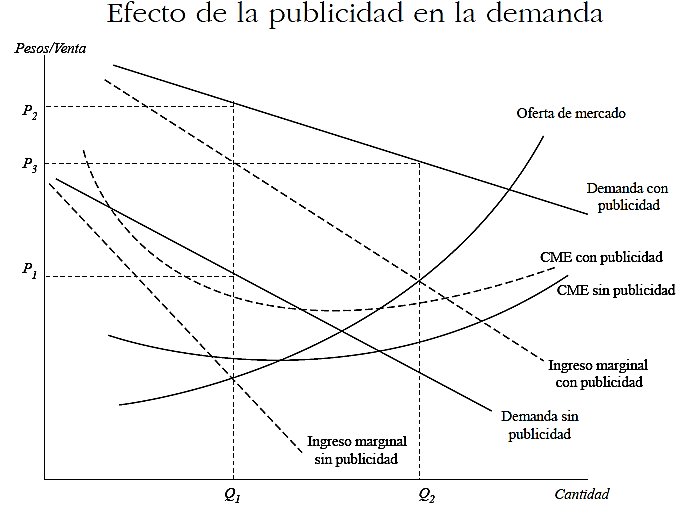 Efecto de la publicidad en la demanda
Pesos/Venta
P2
Oferta de mercado
P3
Demanda con
publicidad
CME con publicidad
P1
CME sin publicidad
Ingreso marginal
con publicidad
Demanda sin
publicidad
Ingreso marginal
sin publicidad
Q1
Q2
Cantidad